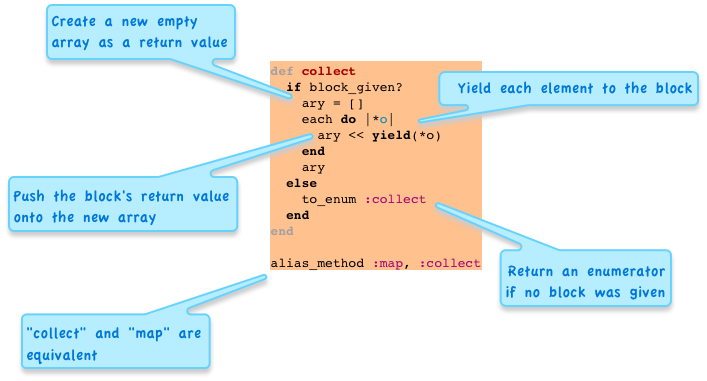 Create a new empty
array as a return value
def collect
if block_given?
ary = []
each do |*o|
ary << yield(*o)
end
ary
else
to_enum :collect
end
end
alias_method :map, :collect
Yield each element to the block
Push the block's return value
onto the new array
Return an enumerator
if no block was given
"collect" and "map" are
equivalent